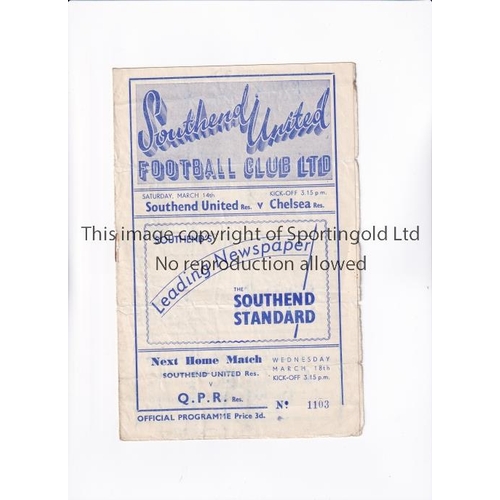 Southend United
FOOTBALL CLUB LTD
SATURDAY, MARCH 14th KICK-OFF 3.15 p.m.
Southend United Res. v Chelsea Res.
This image copyright of Sportingold Ltd
SOUTHEND'S
Leading Newspaper
No reproduction allowed
THE SOUTHEND
STANDARD
Next Home Match
SOUTHEND UNITED Res.
v
Q.P.R. Res.
WEDNESDAY
MARCH 18th
KICK-OFF 3.15 p.m.
Nº 1103
OFFICIAL PROGRAMME Price 3d.